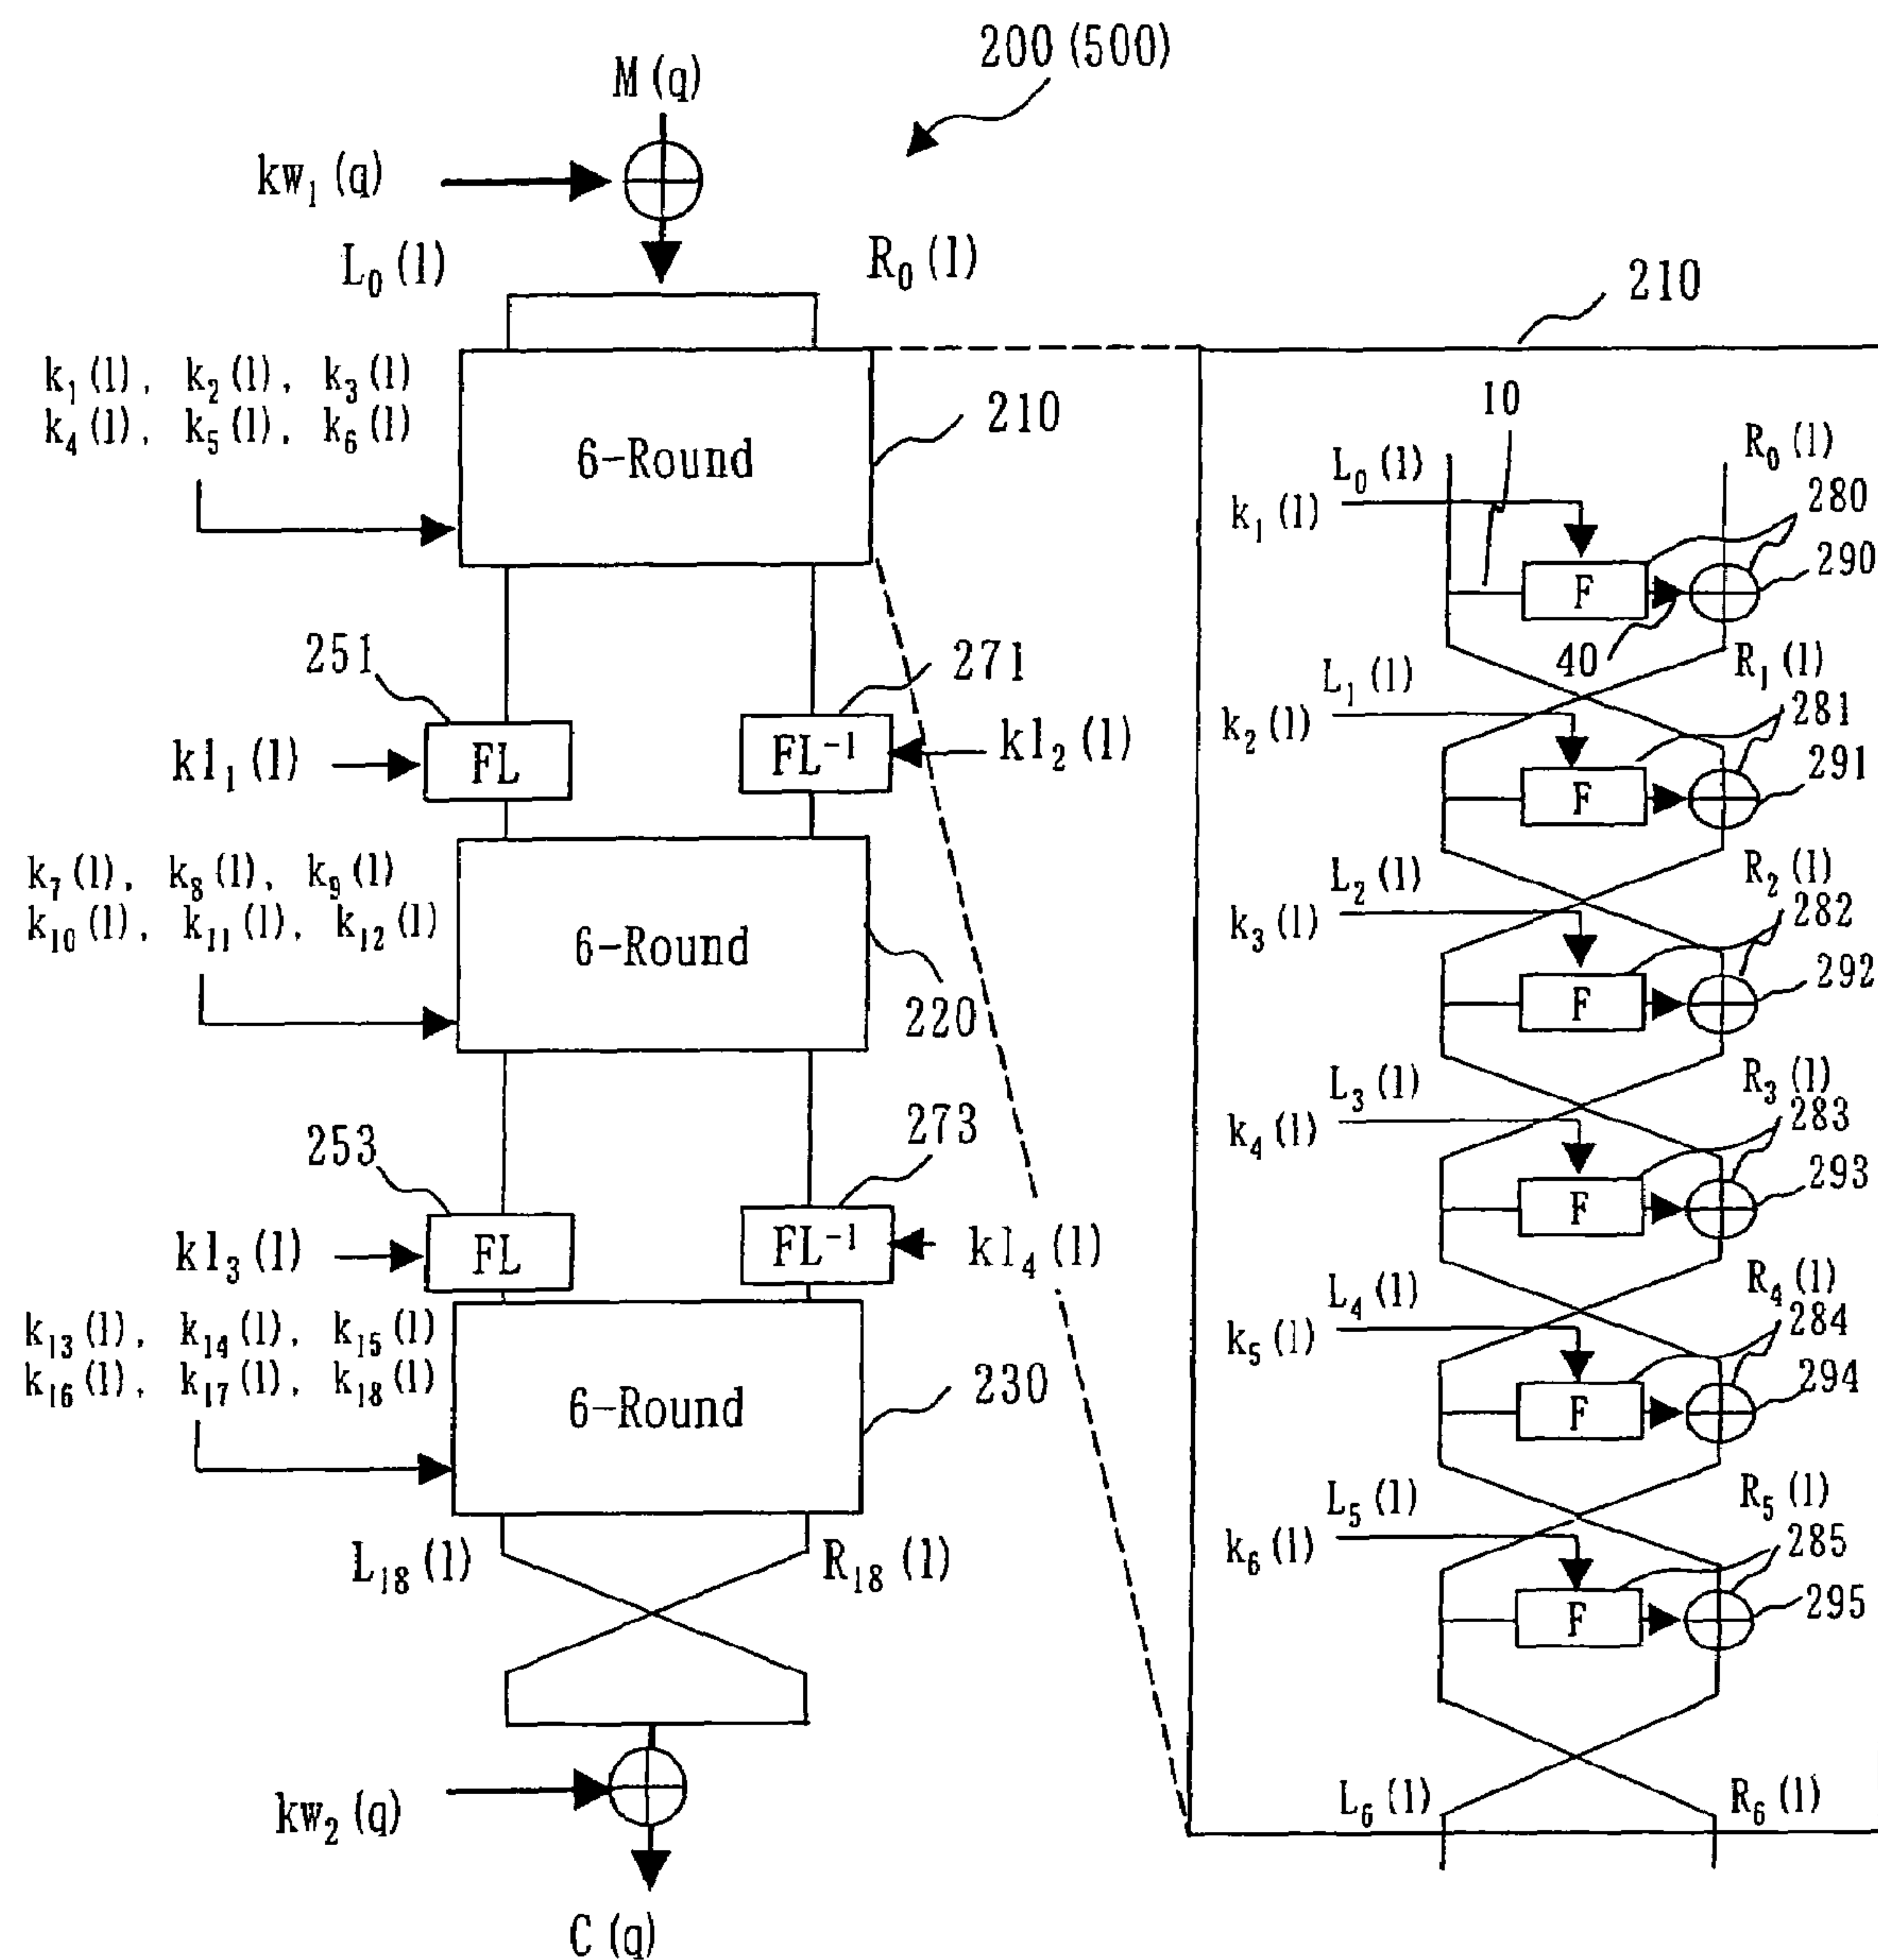 200 (500)
M (q)
kw₁ (q)
L₀ (l)
R₀ (l)
k₁ (l), k₂ (l), k₃ (l)
k₄ (l), k₅ (l), k₆ (l)
6-Round
210
251
271
kl₁ (l)
FL
FL⁻¹
kl₂ (l)
k₇ (l), k₈ (l), k₉ (l)
k₁₀ (l), k₁₁ (l), k₁₂ (l)
6-Round
220
253
273
kl₃ (l)
FL
FL⁻¹
kl₄ (l)
k₁₃ (l), k₁₄ (l), k₁₅ (l)
k₁₆ (l), k₁₇ (l), k₁₈ (l)
6-Round
230
L₁₈ (l)
R₁₈ (l)
kw₂ (q)
C (q)
210
10
L₀ (l)
R₀ (l)
k₁ (l)
280
F
290
40
L₁ (l)
R₁ (l)
k₂ (l)
281
F
291
L₂ (l)
R₂ (l)
k₃ (l)
282
F
292
L₃ (l)
R₃ (l)
k₄ (l)
283
F
293
L₄ (l)
R₄ (l)
k₅ (l)
284
F
294
L₅ (l)
R₅ (l)
k₆ (l)
285
F
295
L₆ (l)
R₆ (l)